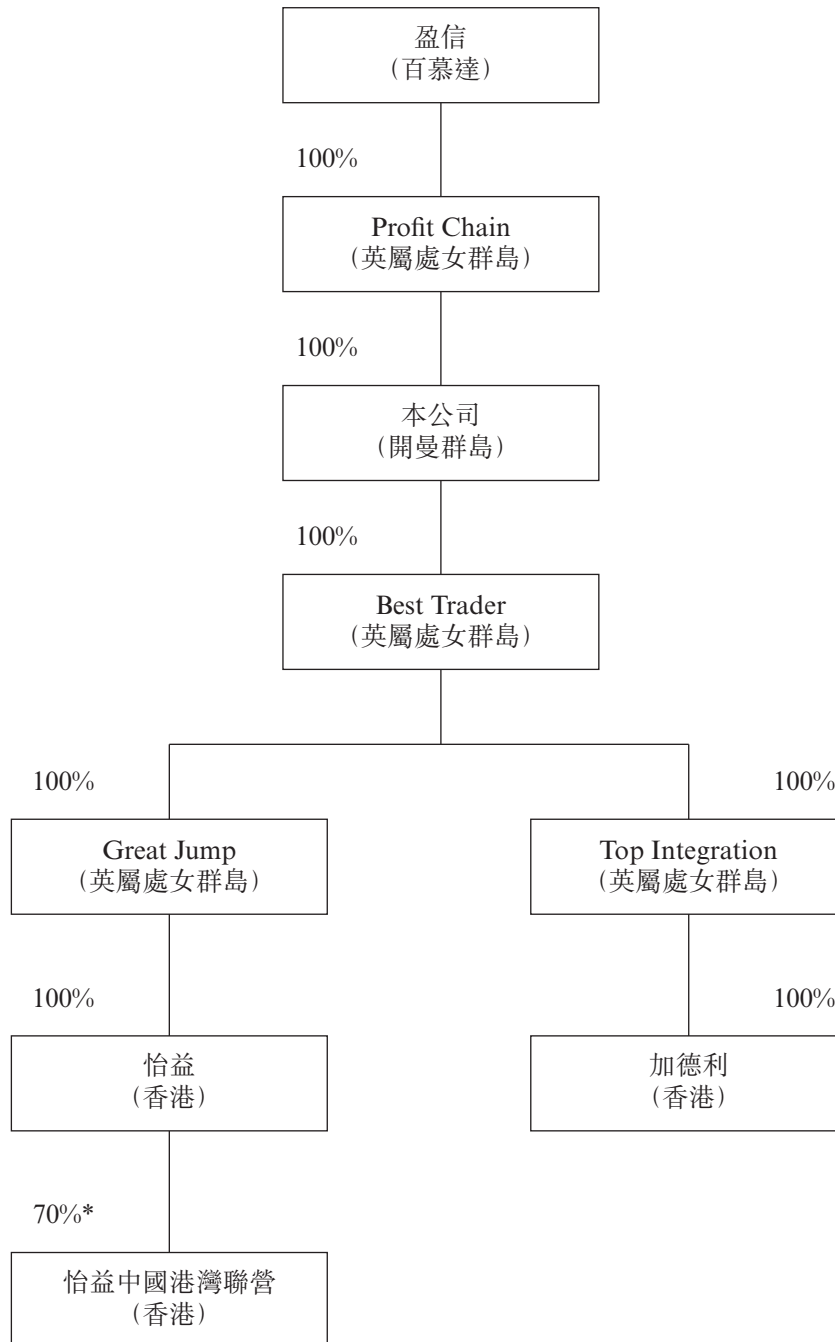 盈信
(百慕達)
100%
Profit Chain
(英屬處女群島)
100%
本公司
(開曼群島)
100%
Best Trader
(英屬處女群島)
100%
100%
Great Jump
(英屬處女群島)
Top Integration
(英屬處女群島)
100%
100%
怡益
(香港)
加德利
(香港)
70%*
怡益中國港灣聯營
(香港)